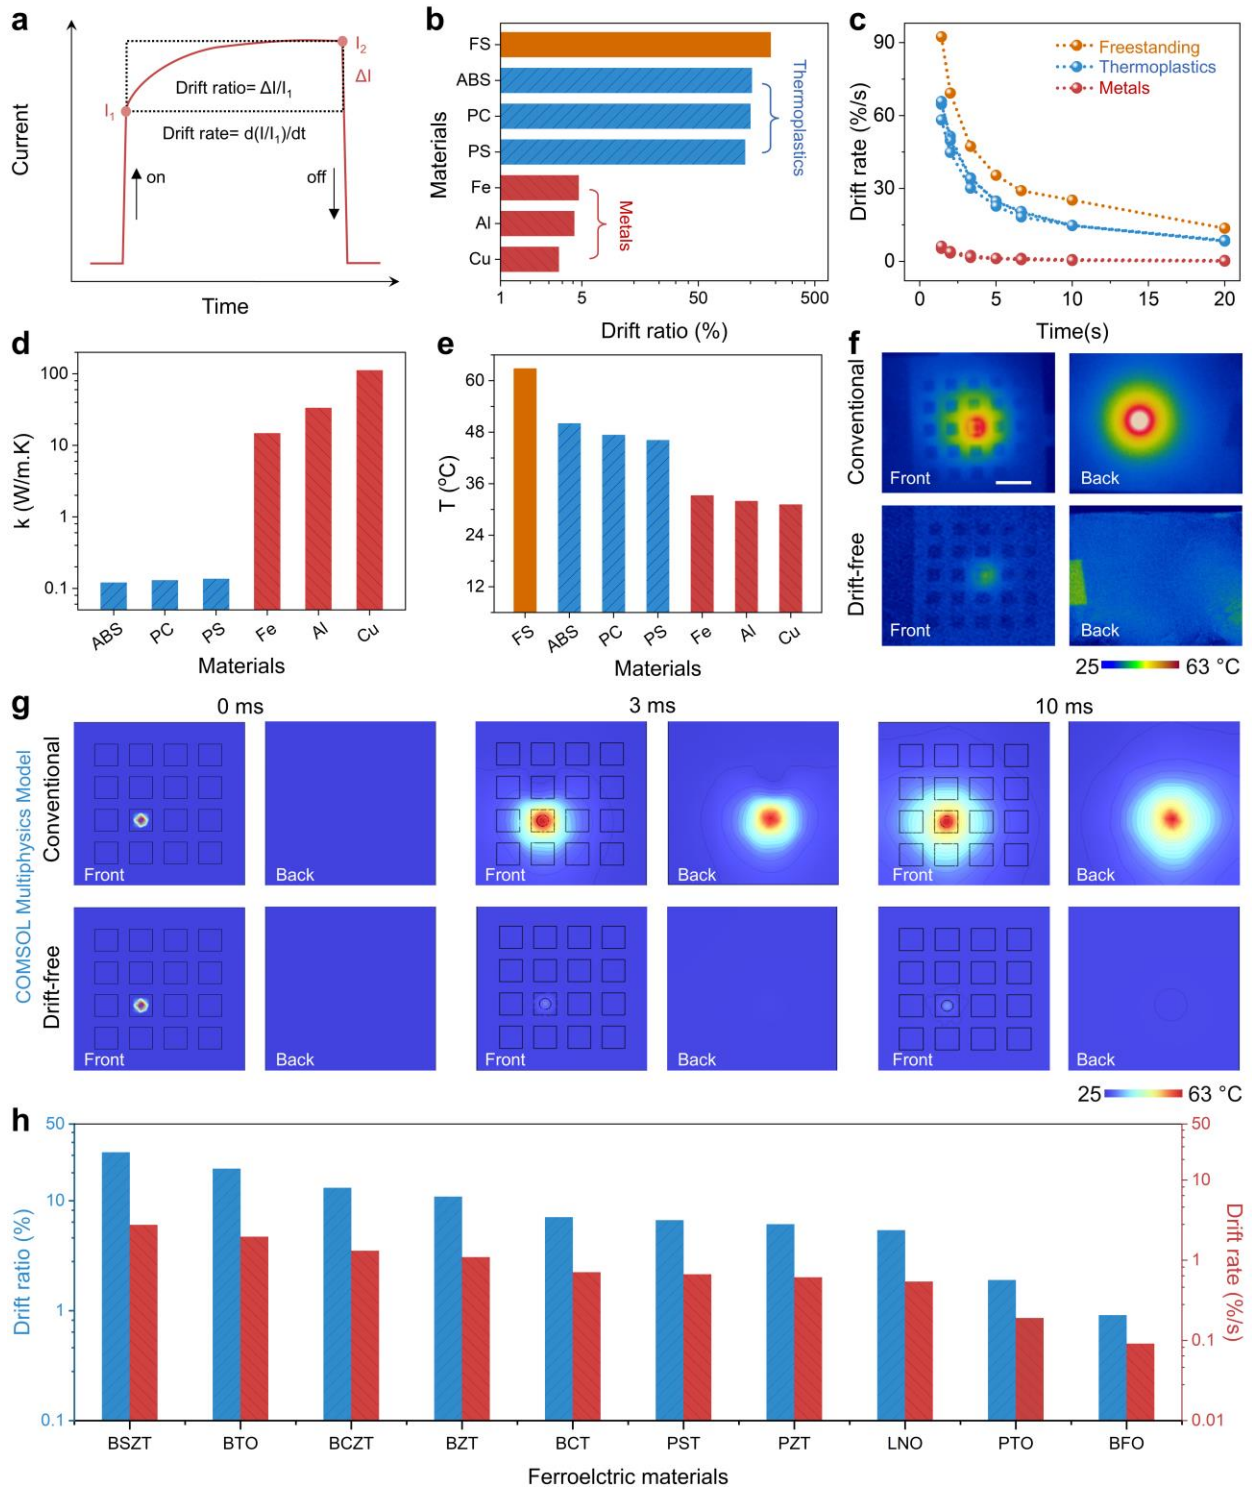 a
Current
I₁
I₂
ΔI
Drift ratio= ΔI/I₁
Drift rate= d(I/I₁)/dt
on
off
Time
b
Materials
FS
ABS
PC
PS
Fe
Al
Cu
Thermoplastics
Metals
1
5
50
500
Drift ratio (%)
c
Drift rate (%/s)
90
60
30
0
Freestanding
Thermoplastics
Metals
0
5
10
15
20
Time(s)
d
k (W/m.K)
100
10
1
0.1
ABS
PC
PS
Fe
Al
Cu
Materials
e
T (°C)
60
48
36
24
12
FS
ABS
PC
PS
Fe
Al
Cu
Materials
f
Conventional
Front
Back
Drift-free
Front
Back
25
63 °C
g
0 ms
3 ms
10 ms
COMSOL Multiphysics Model
Conventional
Front
Back
Front
Back
Front
Back
Drift-free
Front
Back
Front
Back
Front
Back
25
63 °C
h
Drift ratio (%)
50
10
1
0.1
50
10
1
0.1
0.01
Drift rate (%/s)
BSZT
BTO
BCZT
BZT
BCT
PST
PZT
LNO
PTO
BFO
Ferroelctric materials